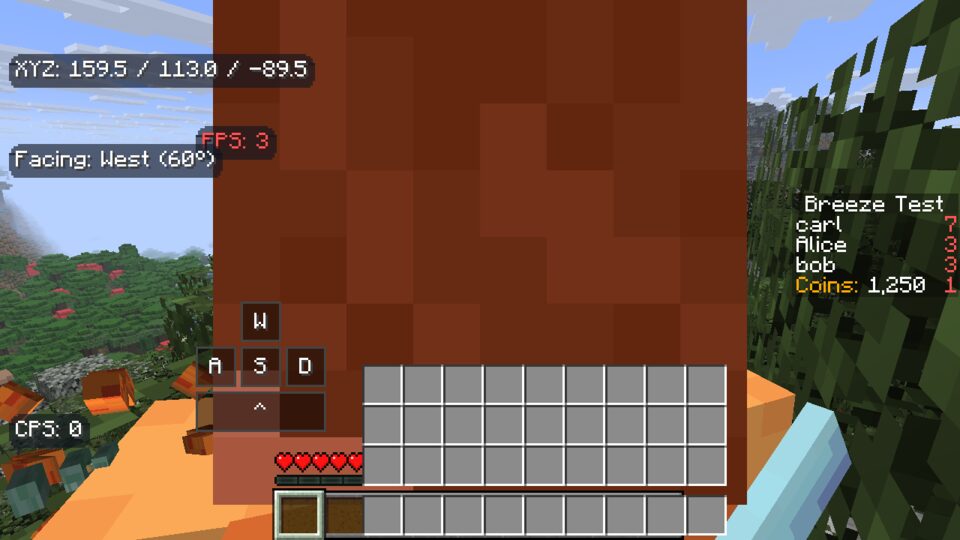 XYZ: 159.5 / 113.0 / -89.5
FPS: 3
Facing: West (60°)
Breeze Test
carl 7
Alice 3
bob 3
Coins: 1,250 1
W
A S D
^
CPS: 0